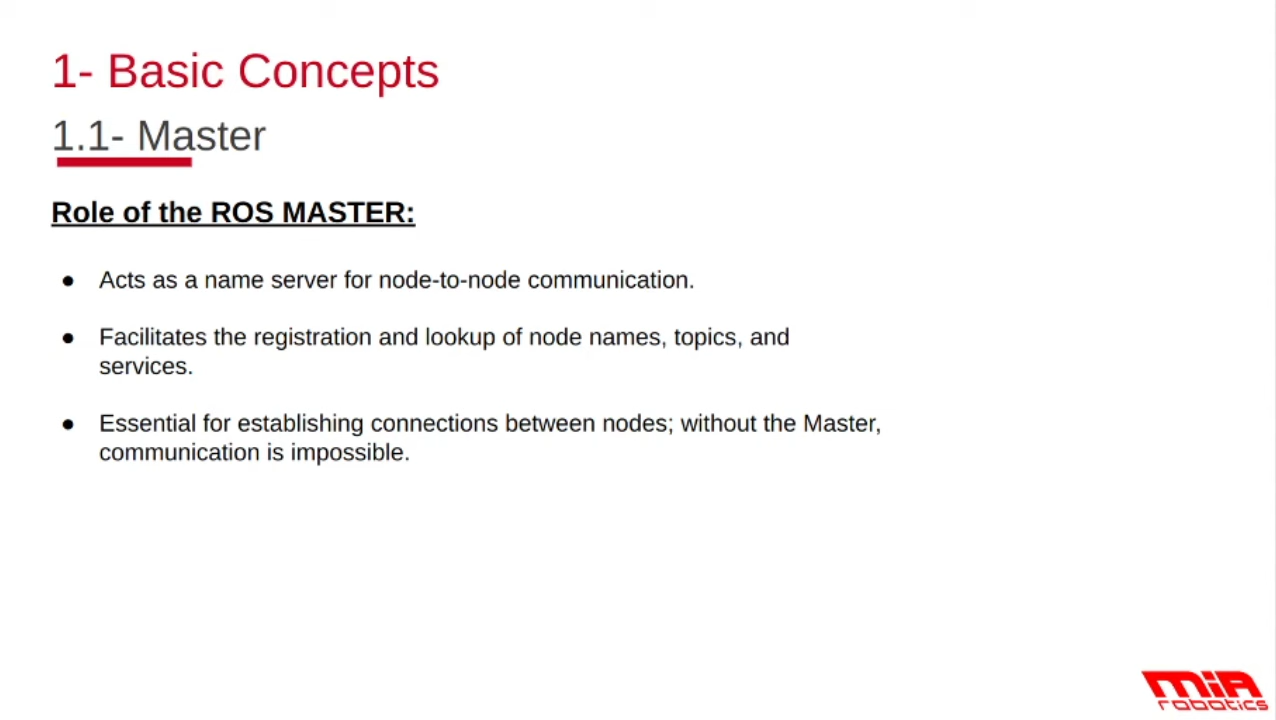 1- Basic Concepts
1.1- Master
Role of the ROS MASTER:
● Acts as a name server for node-to-node communication.
● Facilitates the registration and lookup of node names, topics, and
services.
● Essential for establishing connections between nodes; without the Master,
communication is impossible.
MIA
robotics